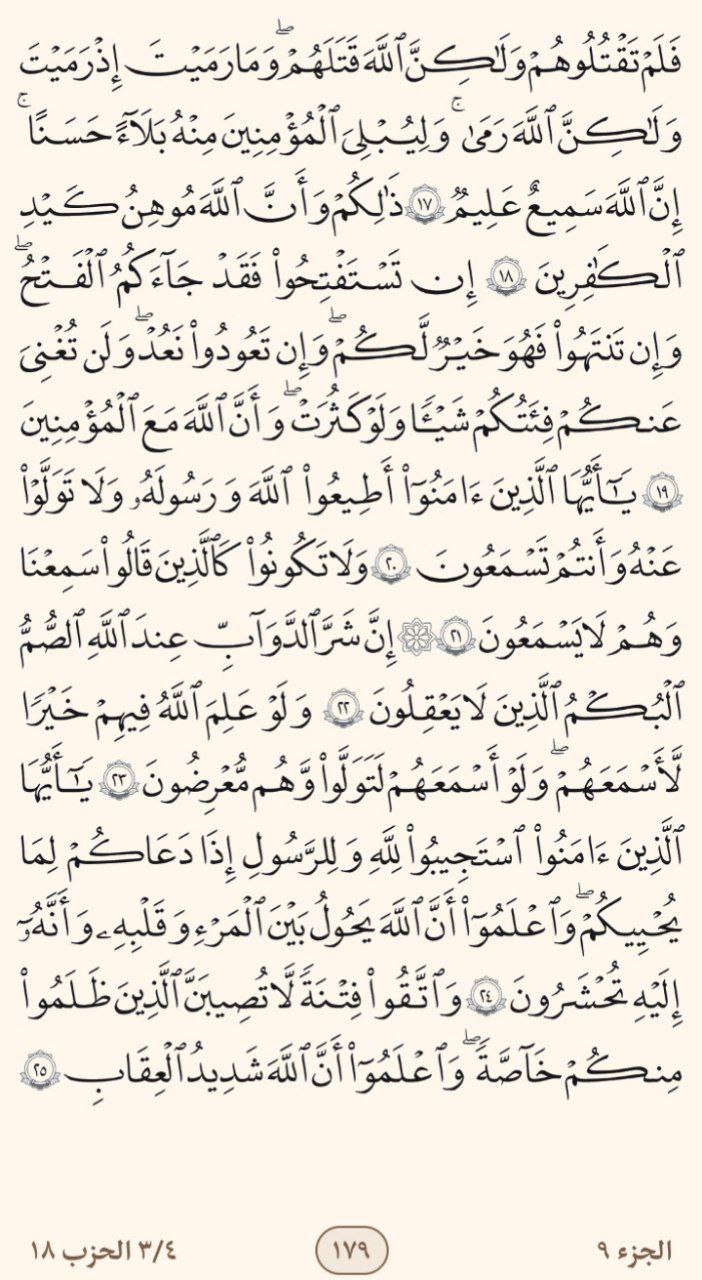 فَلَمۡ تَقۡتُلُوهُمۡ وَلَٰكِنَّ ٱللَّهَ قَتَلَهُمۡۖ وَمَا رَمَيۡتَ إِذۡ رَمَيۡتَ
وَلَٰكِنَّ ٱللَّهَ رَمَىٰۚ وَلِيُبۡلِيَ ٱلۡمُؤۡمِنِينَ مِنۡهُ بَلَآءً حَسَنًاۚ
إِنَّ ٱللَّهَ سَمِيعٌ عَلِيمٌ ١٧ ذَٰلِكُمۡ وَأَنَّ ٱللَّهَ مُوهِنُ كَيۡدِ
ٱلۡكَٰفِرِينَ ١٨ إِن تَسۡتَفۡتِحُواْ فَقَدۡ جَآءَكُمُ ٱلۡفَتۡحُۖ
وَإِن تَنتَهُواْ فَهُوَ خَيۡرٌ لَّكُمۡۖ وَإِن تَعُودُواْ نَعُدۡۖ وَلَن تُغۡنِيَ
عَنكُمۡ فِئَتُكُمۡ شَيۡـًٔا وَلَوۡ كَثُرَتۡۖ وَأَنَّ ٱللَّهَ مَعَ ٱلۡمُؤۡمِنِينَ
١٩ يَٰٓأَيُّهَا ٱلَّذِينَ ءَامَنُوٓاْ أَطِيعُواْ ٱللَّهَ وَرَسُولَهُۥ وَلَا تَوَلَّوۡاْ
عَنۡهُ وَأَنتُمۡ تَسۡمَعُونَ ٢٠ وَلَا تَكُونُواْ كَٱلَّذِينَ قَالُواْ سَمِعۡنَا
وَهُمۡ لَا يَسۡمَعُونَ ٢١ ۞ إِنَّ شَرَّ ٱلدَّوَآبِّ عِندَ ٱللَّهِ ٱلصُّمُّ
ٱلۡبُكۡمُ ٱلَّذِينَ لَا يَعۡقِلُونَ ٢٢ وَلَوۡ عَلِمَ ٱللَّهُ فِيهِمۡ خَيۡرًا
لَّأَسۡمَعَهُمۡۖ وَلَوۡ أَسۡمَعَهُمۡ لَتَوَلَّواْ وَّهُم مُّعۡرِضُونَ ٢٣ يَٰٓأَيُّهَا
ٱلَّذِينَ ءَامَنُواْ ٱسۡتَجِيبُواْ لِلَّهِ وَلِلرَّسُولِ إِذَا دَعَاكُمۡ لِمَا
يُحۡيِيكُمۡۖ وَٱعۡلَمُوٓاْ أَنَّ ٱللَّهَ يَحُولُ بَيۡنَ ٱلۡمَرۡءِ وَقَلۡبِهِۦ وَأَنَّهُۥٓ
إِلَيۡهِ تُحۡشَرُونَ ٢٤ وَٱتَّقُواْ فِتۡنَةً لَّا تُصِيبَنَّ ٱلَّذِينَ ظَلَمُواْ
مِنكُمۡ خَآصَّةًۖ وَٱعۡلَمُوٓاْ أَنَّ ٱللَّهَ شَدِيدُ ٱلۡعِقَابِ ٢٥
الجزء ٩ ١٧٩ ٣/٤ الحزب ١٨